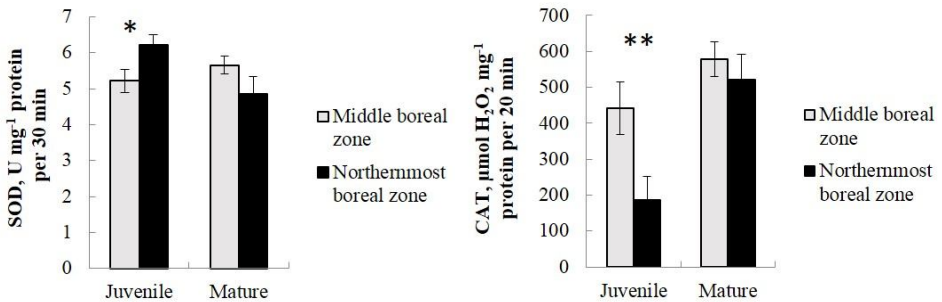 SOD, U mg⁻¹ protein
per 30 min
7
6
5
4
3
2
1
0
*
Juvenile Mature
Middle boreal
zone
Northernmost
boreal zone
CAT, μmol H₂O₂ mg⁻¹
protein per 20 min
700
600
500
400
300
200
100
0
**
Juvenile Mature
Middle boreal
zone
Northernmost
boreal zone